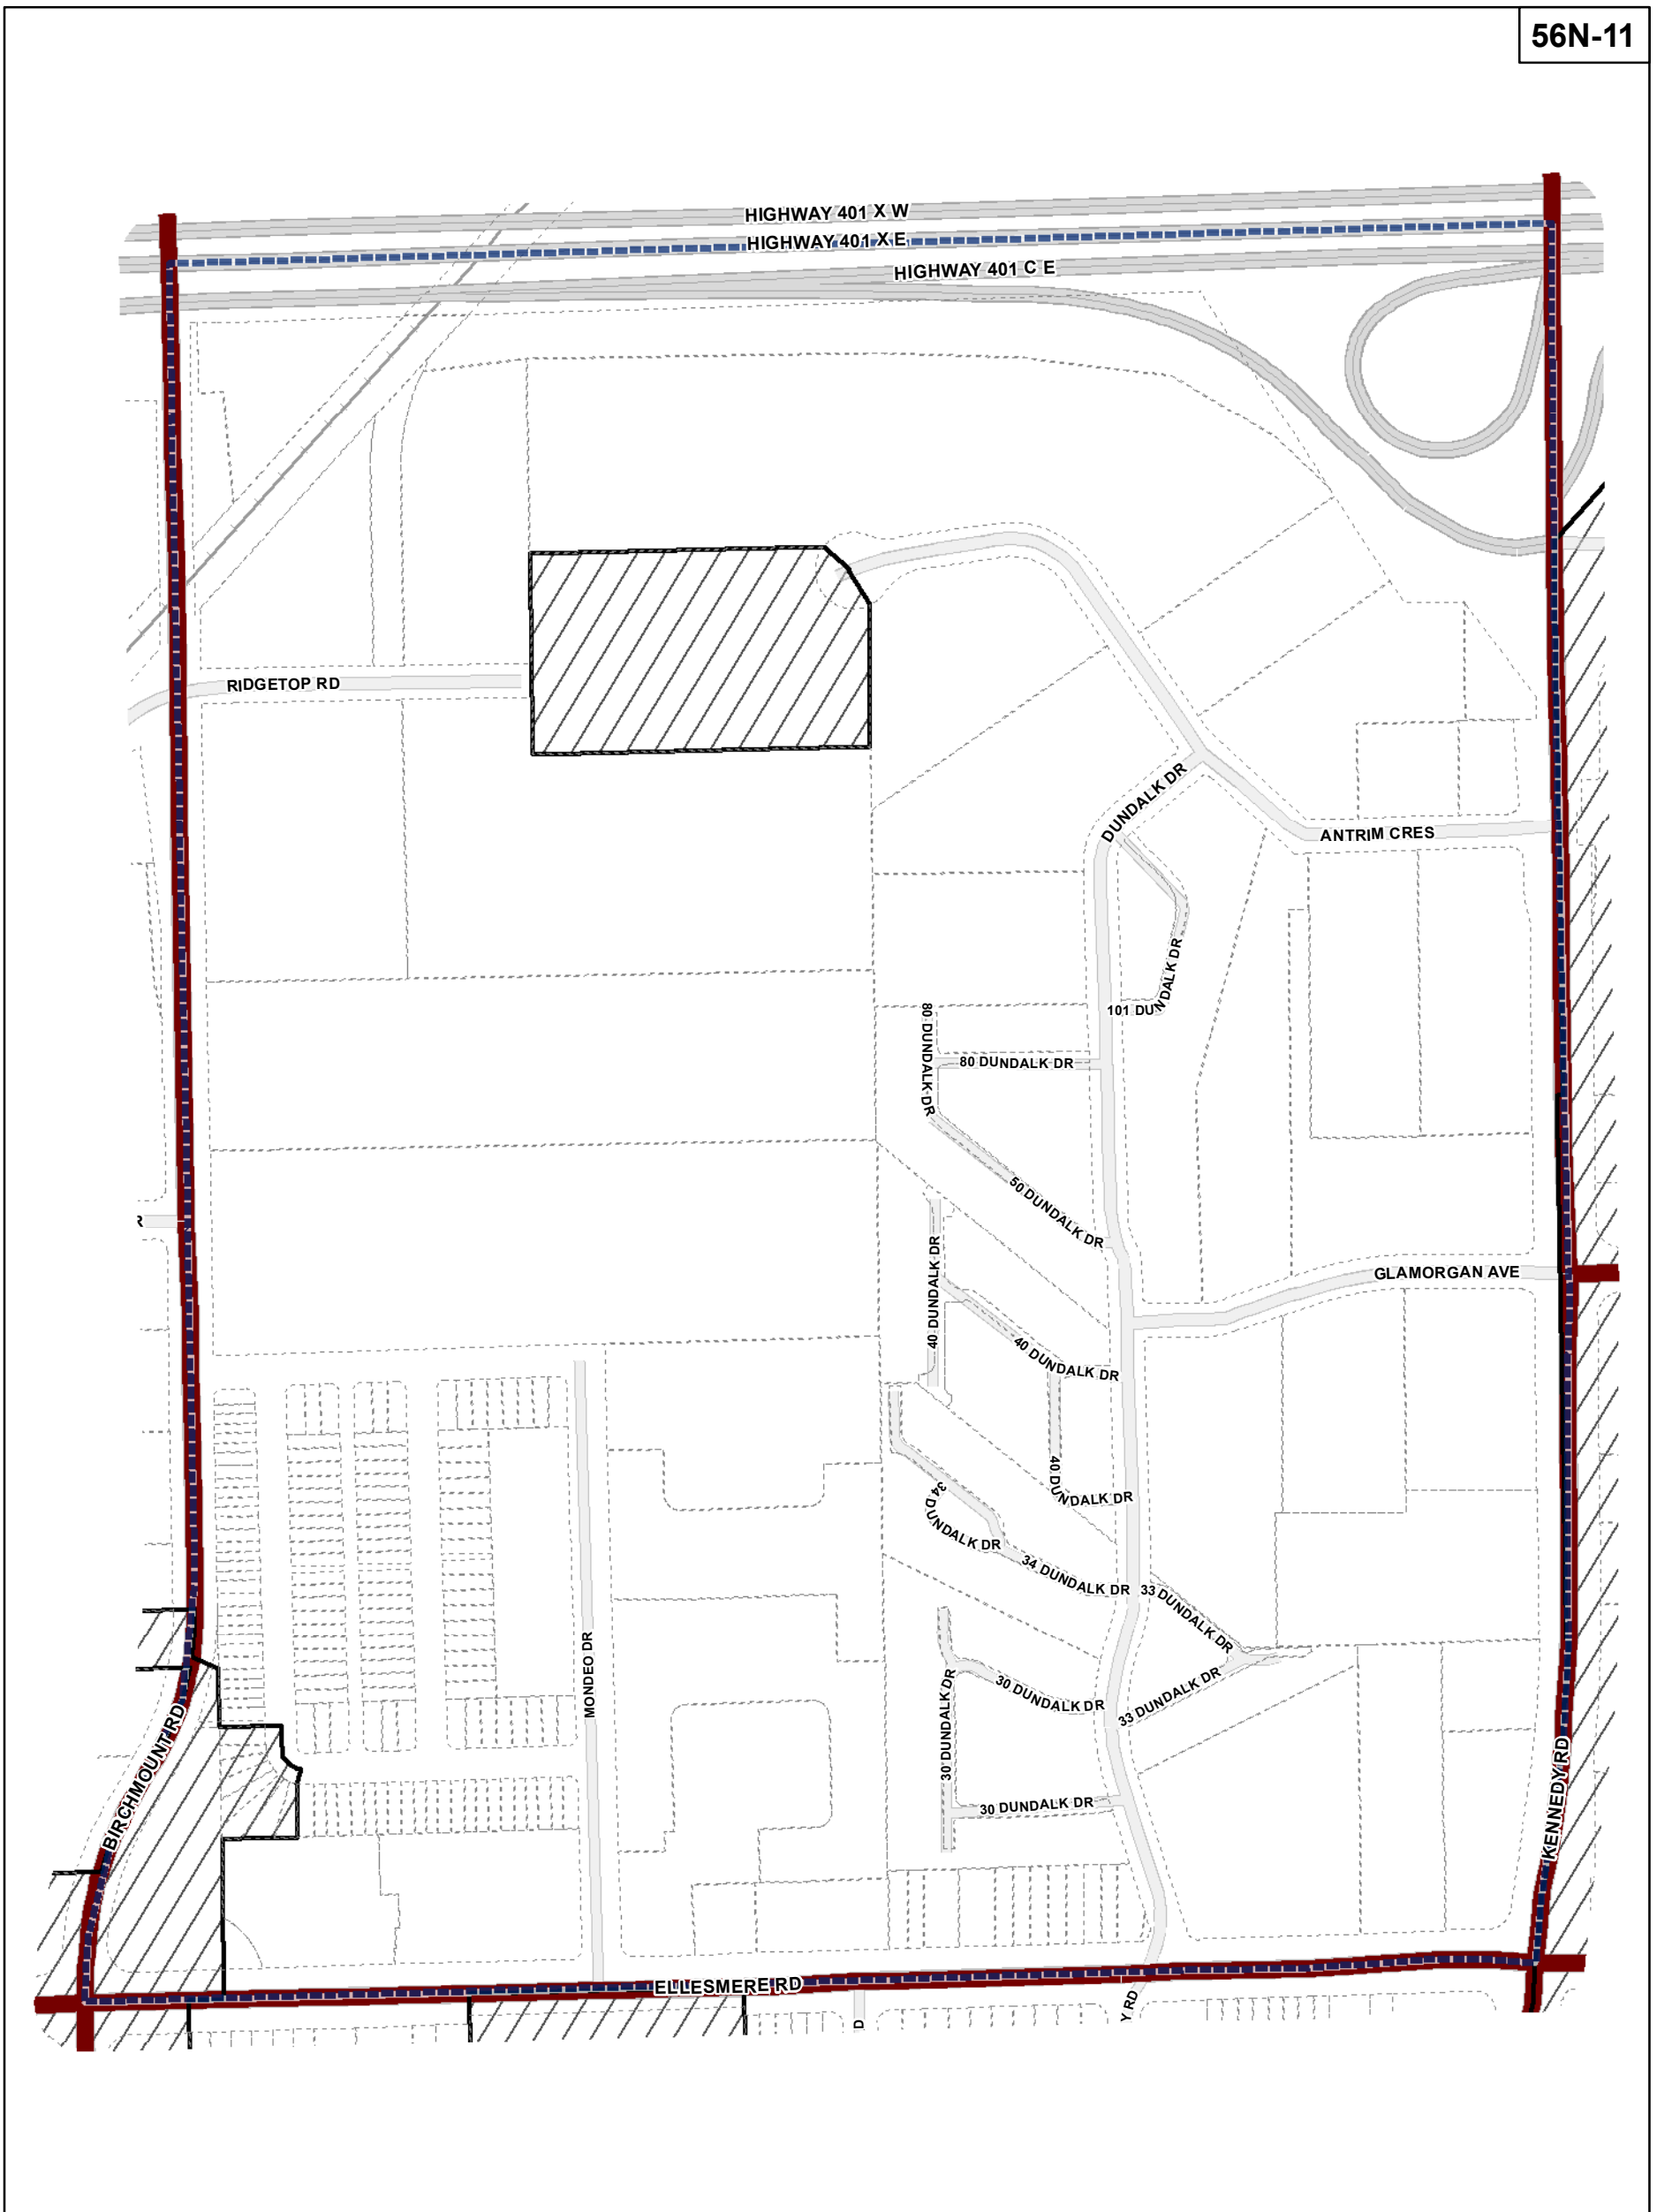 56N-11
HIGHWAY 401 X W
HIGHWAY 401 X E
HIGHWAY 401 C E
RIDGETOP RD
DUNDALK DR
ANTRIM CRES
101 DUNDALK DR
80 DUNDALK DR
80 DUNDALK DR
50 DUNDALK DR
R
GLAMORGAN AVE
40 DUNDALK DR
40 DUNDALK DR
40 DUNDALK DR
34 DUNDALK DR
34 DUNDALK DR
33 DUNDALK DR
MONDEO DR
30 DUNDALK DR
30 DUNDALK DR
33 DUNDALK DR
BIRCHMOUNT RD
KENNEDY RD
30 DUNDALK DR
ELLESMERE RD
D
Y RD